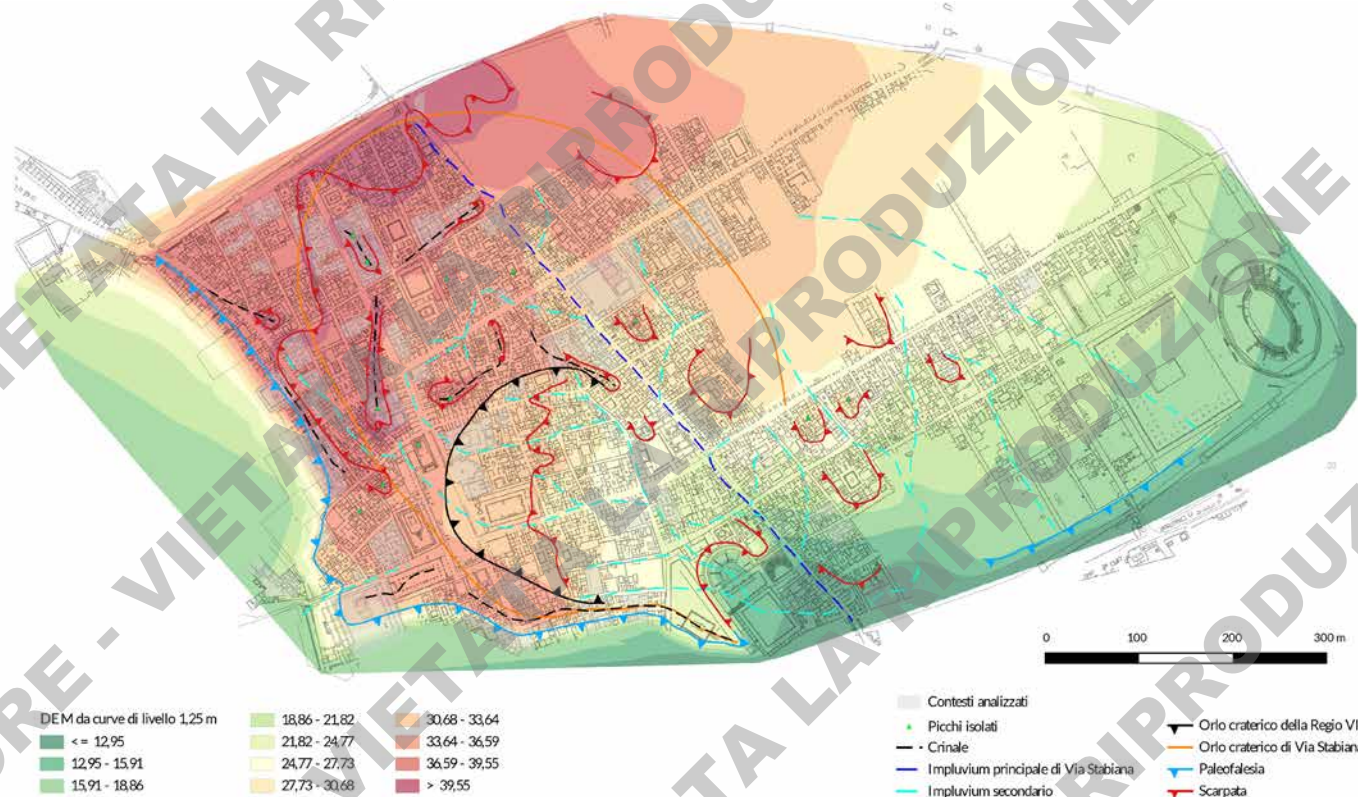 VIETATA LA RIPRODUZIONE
VIETATA LA RIPRODUZIONE
ORE - VIETATA LA RIPRODUZIONE
VIETATA LA RIPRODUZIONE
0 100 200 300 m
DEM da curve di livello 1,25 m
<= 12,95
12,95 - 15,91
15,91 - 18,86
18,86 - 21,82
21,82 - 24,77
24,77 - 27,73
27,73 - 30,68
30,68 - 33,64
33,64 - 36,59
36,59 - 39,55
> 39,55
Contesti analizzati
Picchi isolati
Crinale
Impluvium principale di Via Stabiana
Impluvium secondario
Orlo craterico della Regio VI
Orlo craterico di Via Stabiana
Paleofalesia
Scarpata